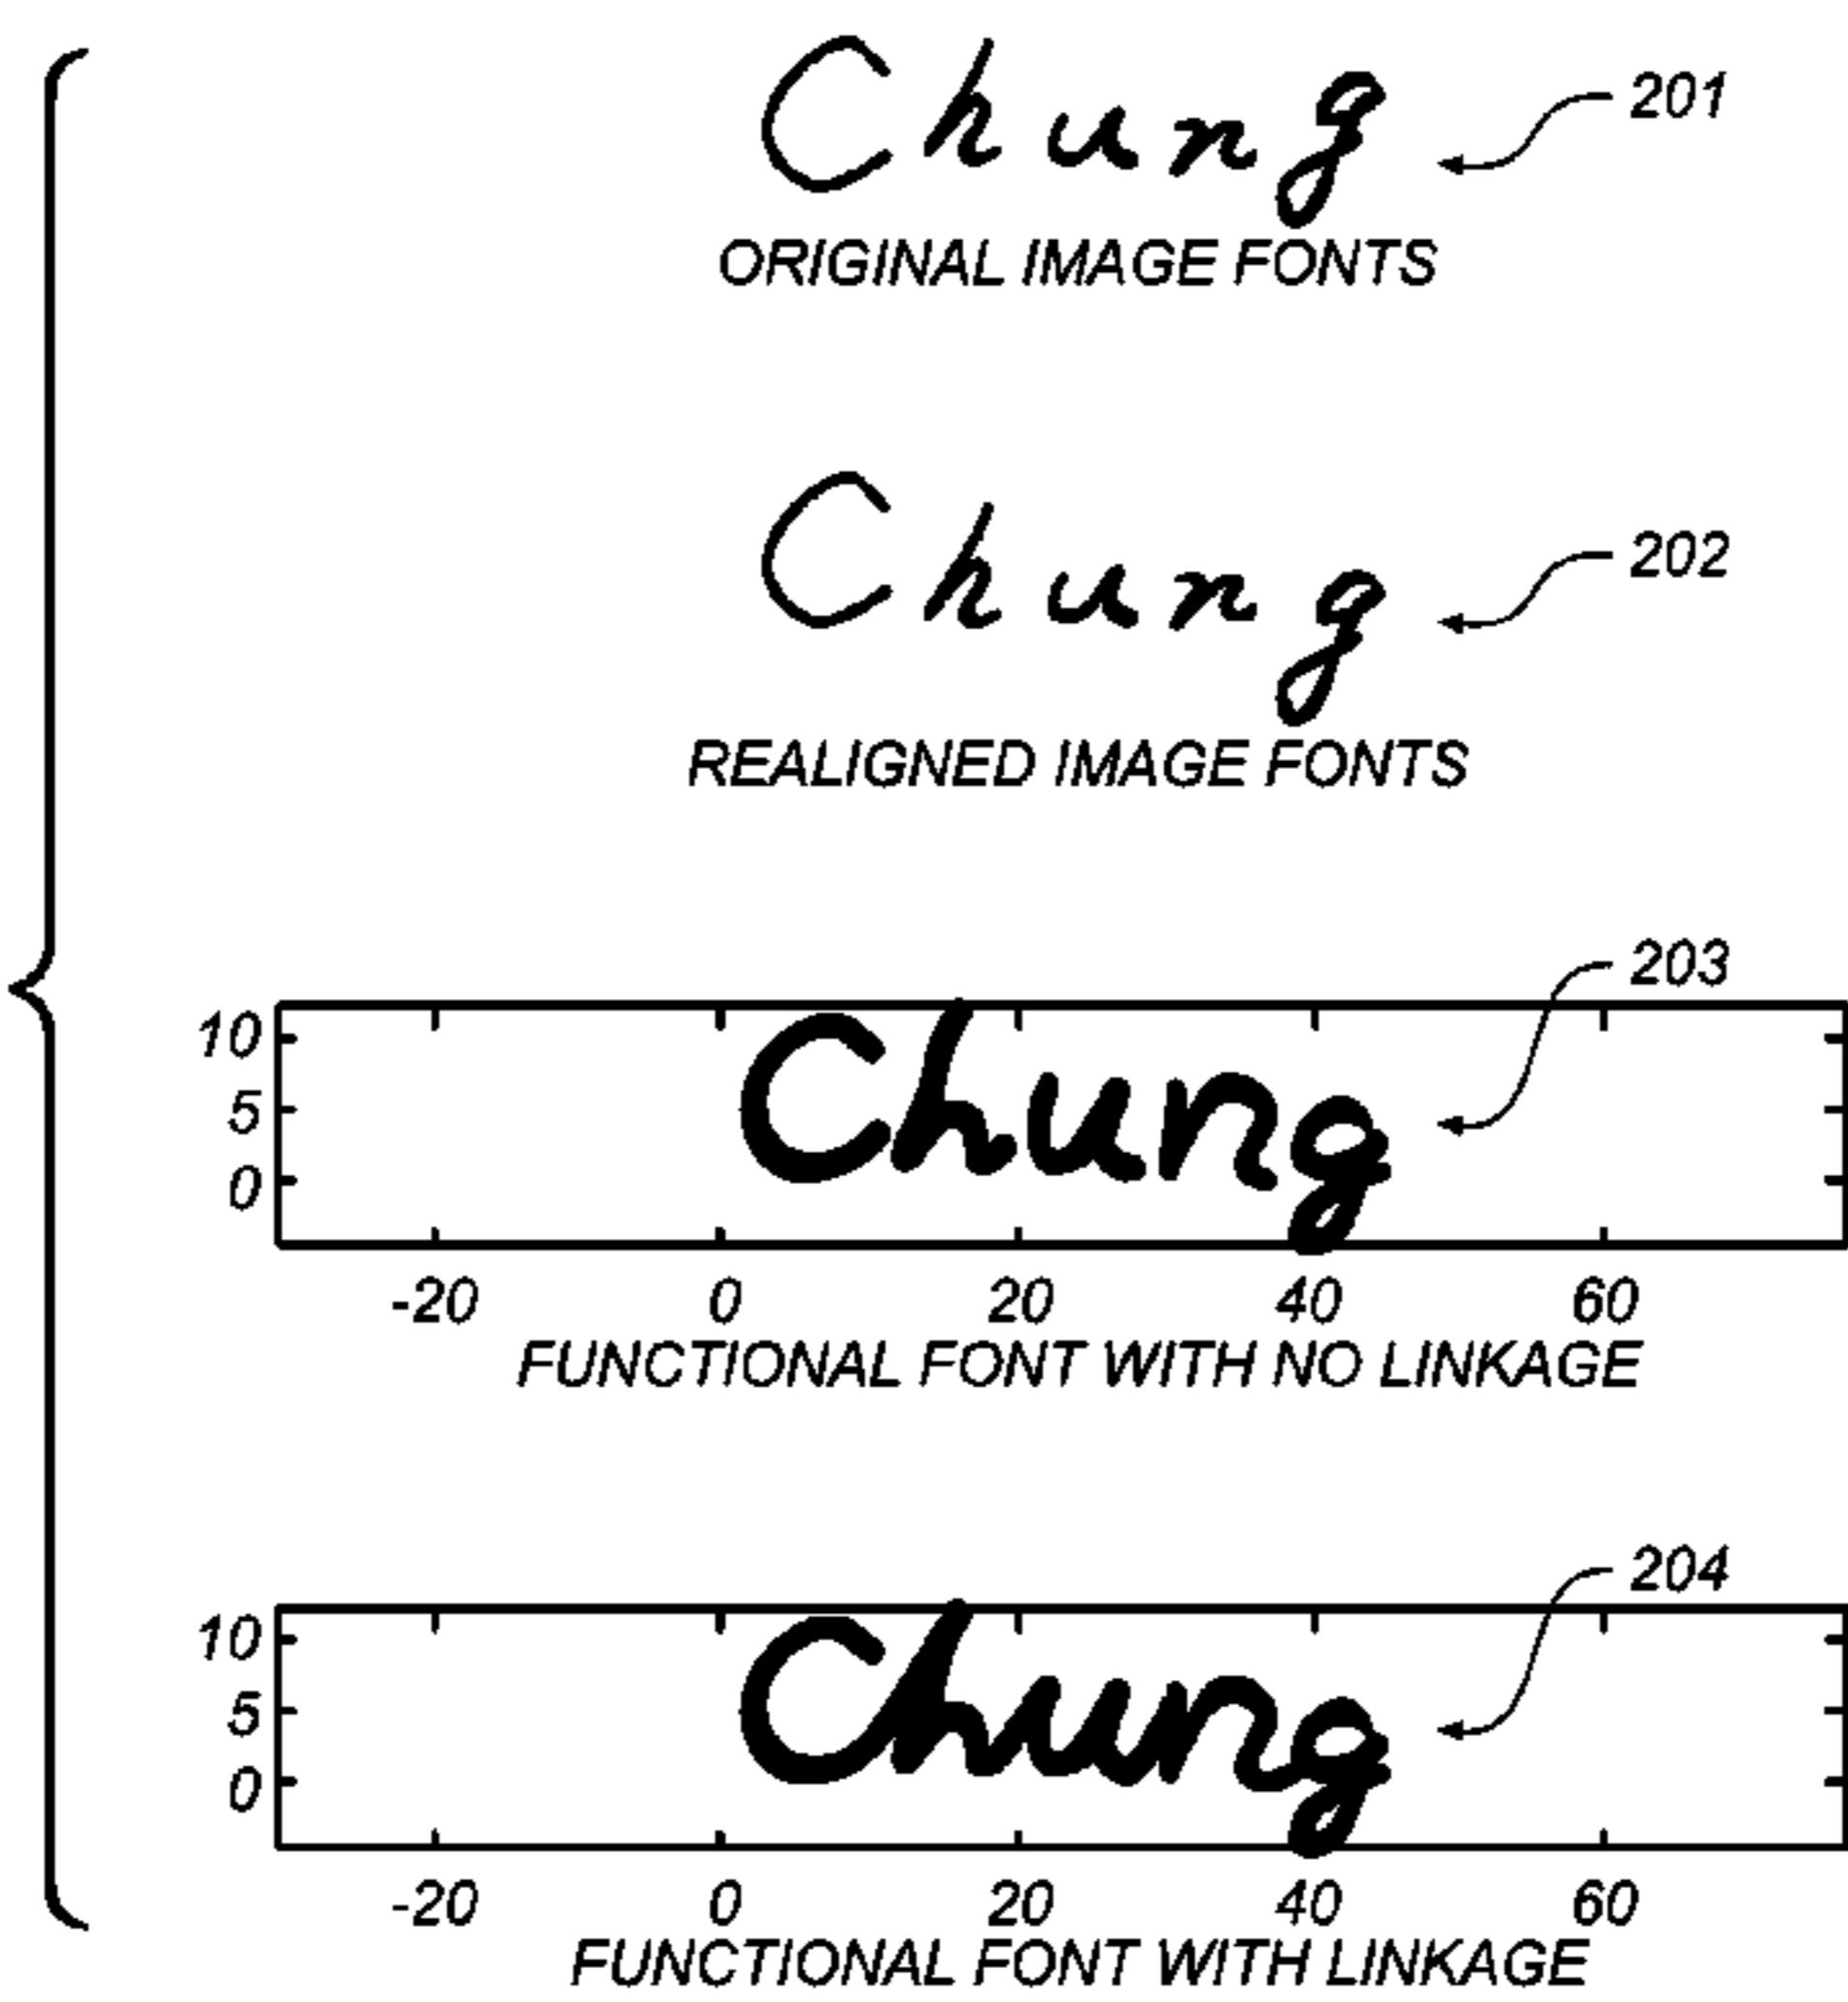 Chung 201
ORIGINAL IMAGE FONTS
Chung 202
REALIGNED IMAGE FONTS
203
10
5
0
Chung
-20 0 20 40 60
FUNCTIONAL FONT WITH NO LINKAGE
204
10
5
0
Chung
-20 0 20 40 60
FUNCTIONAL FONT WITH LINKAGE